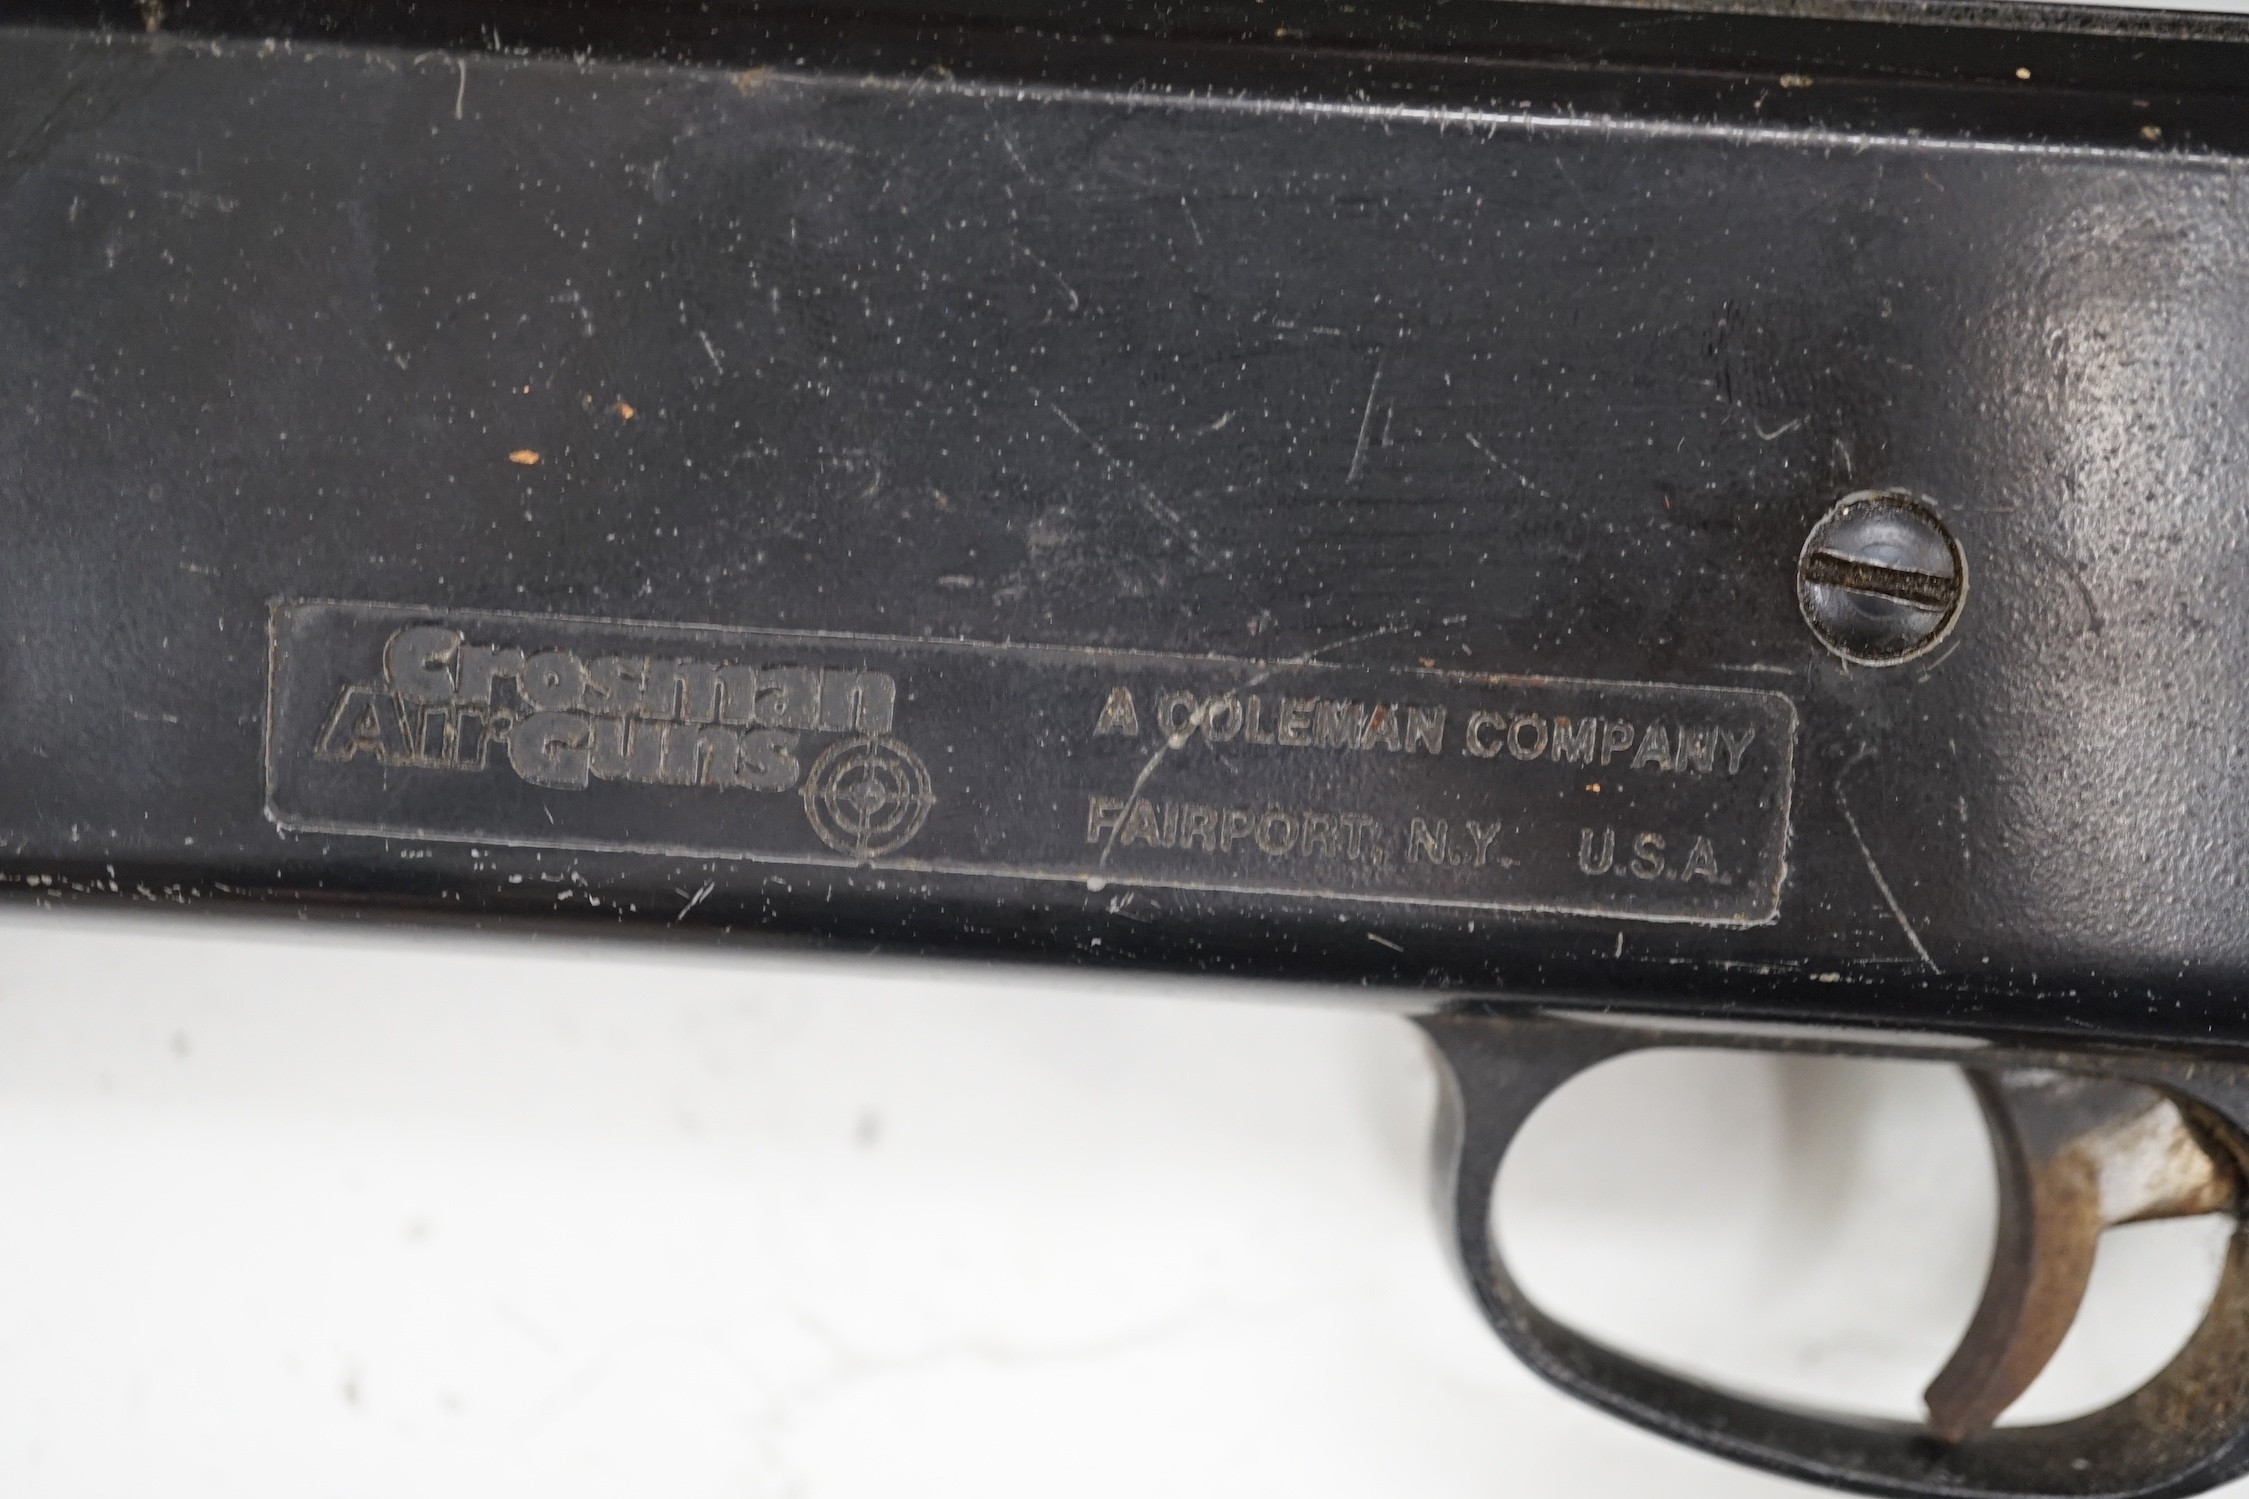 Crosman
AirGuns
A COLEMAN COMPANY
FAIRPORT, N.Y. U.S.A.